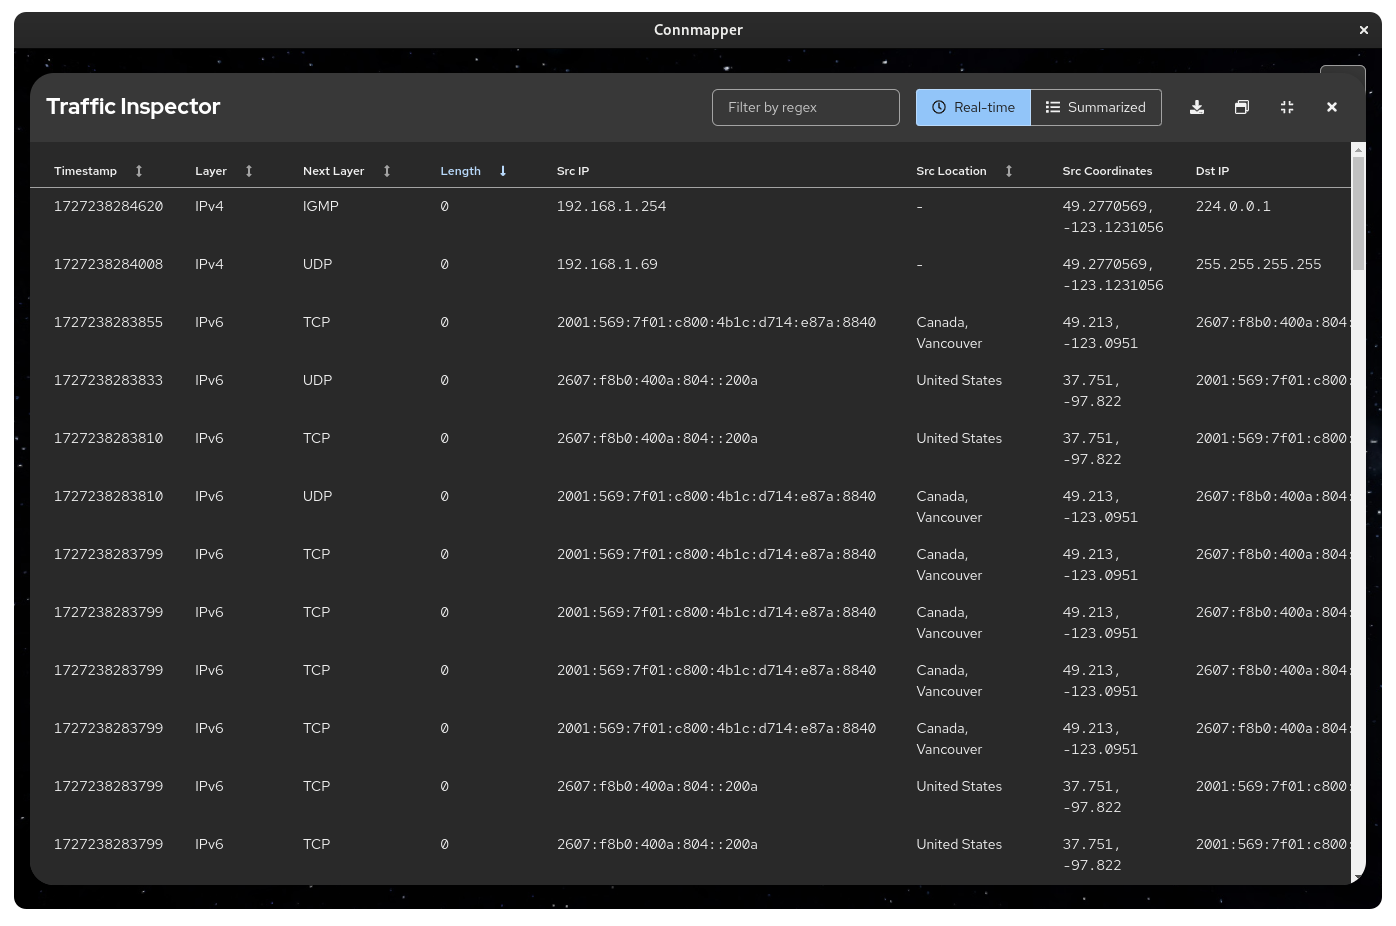 Connmapper
Traffic Inspector
Filter by regex
Real-time
Summarized
Timestamp Layer Next Layer Length Src IP Src Location Src Coordinates Dst IP
1727238284620 IPv4 IGMP 0 192.168.1.254 - 49.2770569, 224.0.0.1
-123.1231056
1727238284008 IPv4 UDP 0 192.168.1.69 - 49.2770569, 255.255.255.255
-123.1231056
1727238283855 IPv6 TCP 0 2001:569:7f01:c800:4b1c:d714:e87a:8840 Canada, 49.213, 2607:f8b0:400a:804:
Vancouver -123.0951
1727238283833 IPv6 UDP 0 2607:f8b0:400a:804::200a United States 37.751, 2001:569:7f01:c800:
-97.822
1727238283810 IPv6 TCP 0 2607:f8b0:400a:804::200a United States 37.751, 2001:569:7f01:c800:
-97.822
1727238283810 IPv6 UDP 0 2001:569:7f01:c800:4b1c:d714:e87a:8840 Canada, 49.213, 2607:f8b0:400a:804:
Vancouver -123.0951
1727238283799 IPv6 TCP 0 2001:569:7f01:c800:4b1c:d714:e87a:8840 Canada, 49.213, 2607:f8b0:400a:804:
Vancouver -123.0951
1727238283799 IPv6 TCP 0 2001:569:7f01:c800:4b1c:d714:e87a:8840 Canada, 49.213, 2607:f8b0:400a:804:
Vancouver -123.0951
1727238283799 IPv6 TCP 0 2001:569:7f01:c800:4b1c:d714:e87a:8840 Canada, 49.213, 2607:f8b0:400a:804:
Vancouver -123.0951
1727238283799 IPv6 TCP 0 2001:569:7f01:c800:4b1c:d714:e87a:8840 Canada, 49.213, 2607:f8b0:400a:804:
Vancouver -123.0951
1727238283799 IPv6 TCP 0 2607:f8b0:400a:804::200a United States 37.751, 2001:569:7f01:c800:
-97.822
1727238283799 IPv6 TCP 0 2607:f8b0:400a:804::200a United States 37.751, 2001:569:7f01:c800:
-97.822